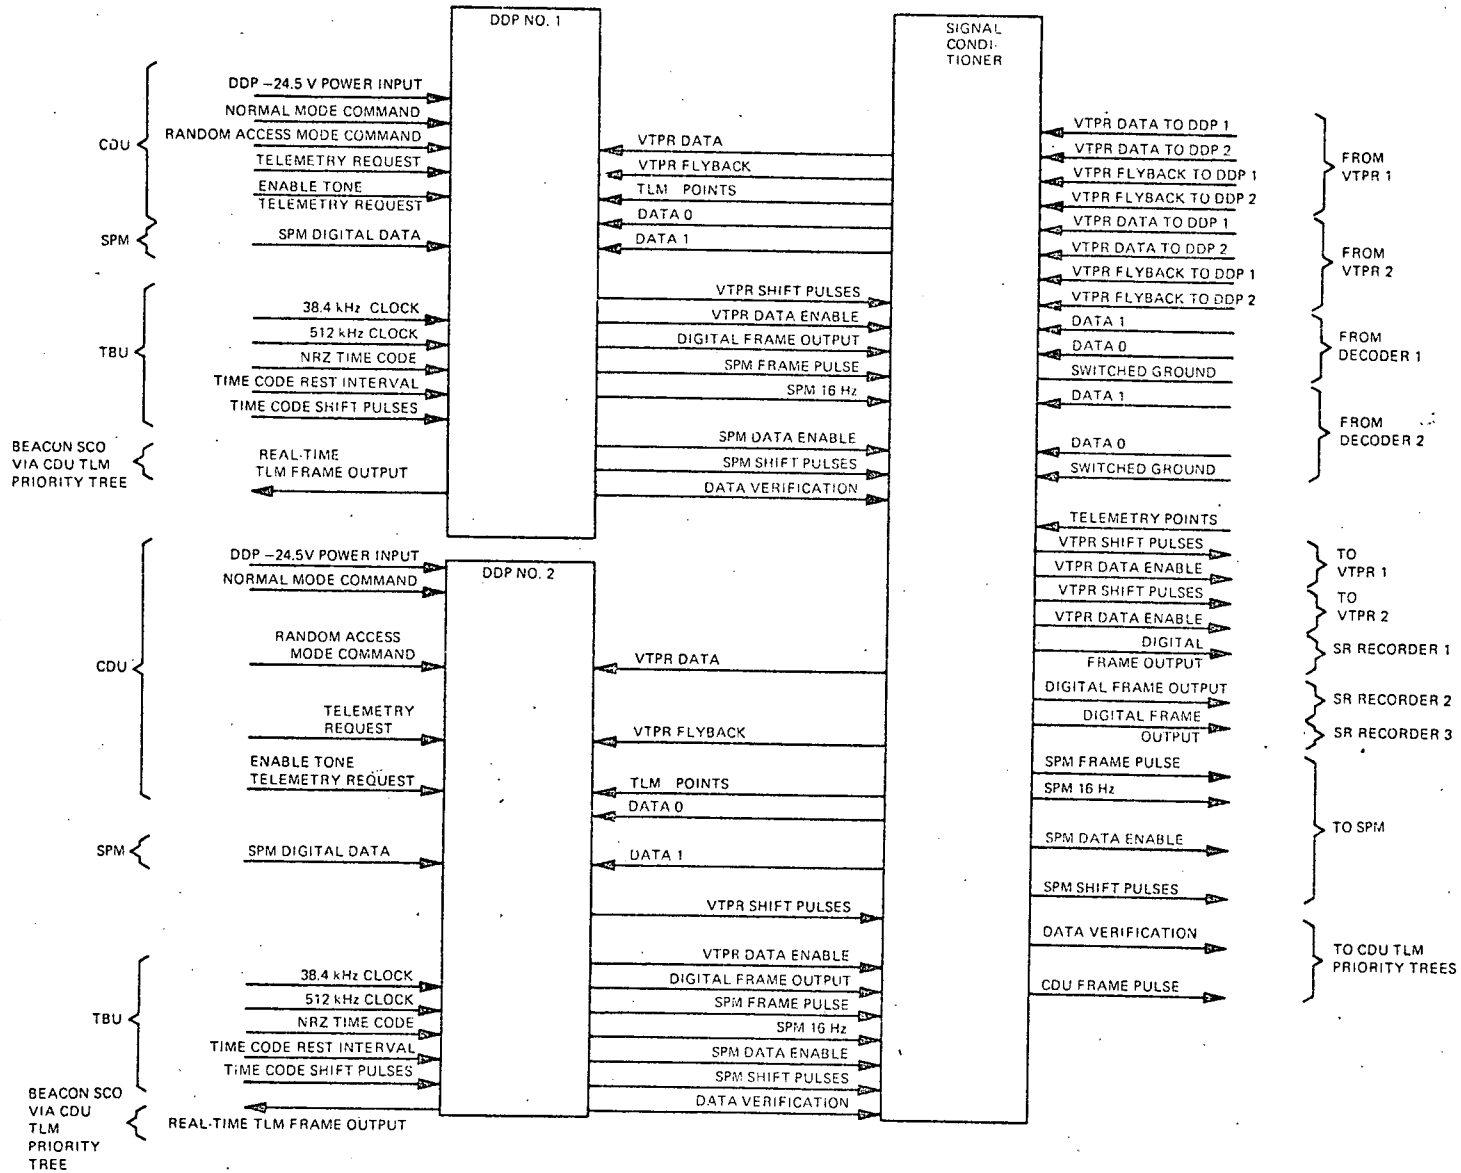 DDP NO. 1
SIGNAL
CONDI-
TIONER
CDU
DDP –24.5 V POWER INPUT
NORMAL MODE COMMAND
RANDOM ACCESS MODE COMMAND
TELEMETRY REQUEST
ENABLE TONE
TELEMETRY REQUEST
SPM
SPM DIGITAL DATA
TBU
38.4 kHz CLOCK
512 kHz CLOCK
NRZ TIME CODE
TIME CODE REST INTERVAL
TIME CODE SHIFT PULSES
BEACON SCO
VIA CDU TLM
PRIORITY TREE
REAL-TIME
TLM FRAME OUTPUT
VTPR DATA
VTPR FLYBACK
TLM POINTS
DATA 0
DATA 1
VTPR SHIFT PULSES
VTPR DATA ENABLE
DIGITAL FRAME OUTPUT
SPM FRAME PULSE
SPM 16 Hz
SPM DATA ENABLE
SPM SHIFT PULSES
DATA VERIFICATION
VTPR DATA TO DDP 1
VTPR DATA TO DDP 2
VTPR FLYBACK TO DDP 1
VTPR FLYBACK TO DDP 2
FROM
VTPR 1
VTPR DATA TO DDP 1
VTPR DATA TO DDP 2
VTPR FLYBACK TO DDP 1
VTPR FLYBACK TO DDP 2
FROM
VTPR 2
DATA 1
DATA 0
SWITCHED GROUND
FROM
DECODER 1
DATA 1
DATA 0
SWITCHED GROUND
FROM
DECODER 2
TELEMETRY POINTS
VTPR SHIFT PULSES
VTPR DATA ENABLE
TO
VTPR 1
VTPR SHIFT PULSES
VTPR DATA ENABLE
TO
VTPR 2
DIGITAL
FRAME OUTPUT
SR RECORDER 1
DIGITAL FRAME OUTPUT
SR RECORDER 2
DIGITAL FRAME
OUTPUT
SR RECORDER 3
SPM FRAME PULSE
SPM 16 Hz
SPM DATA ENABLE
SPM SHIFT PULSES
TO SPM
DATA VERIFICATION
CDU FRAME PULSE
TO CDU TLM
PRIORITY TREES
DDP NO. 2
CDU
DDP –24.5V POWER INPUT
NORMAL MODE COMMAND
RANDOM ACCESS
MODE COMMAND
TELEMETRY
REQUEST
ENABLE TONE
TELEMETRY REQUEST
SPM
SPM DIGITAL DATA
TBU
38.4 kHz CLOCK
512 kHz CLOCK
NRZ TIME CODE
TIME CODE REST INTERVAL
TIME CODE SHIFT PULSES
BEACON SCO
VIA CDU
TLM
PRIORITY
TREE
REAL-TIME TLM FRAME OUTPUT
VTPR DATA
VTPR FLYBACK
TLM POINTS
DATA 0
DATA 1
VTPR SHIFT PULSES
VTPR DATA ENABLE
DIGITAL FRAME OUTPUT
SPM FRAME PULSE
SPM 16 Hz
SPM DATA ENABLE
SPM SHIFT PULSES
DATA VERIFICATION